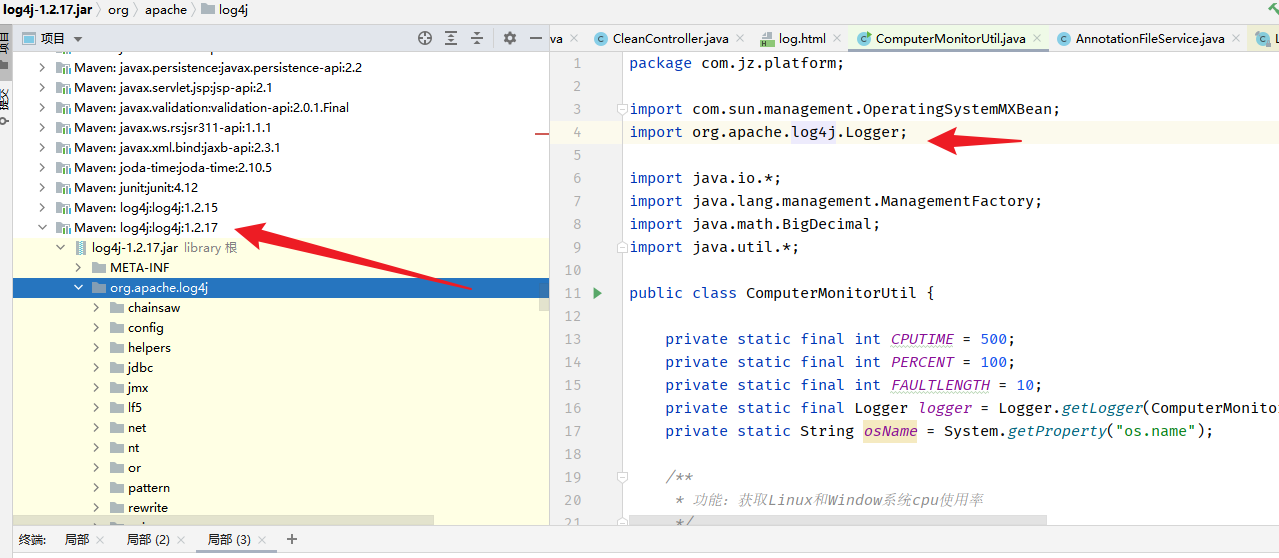 log4j-1.2.17.jar › org › apache › log4j
项目
CleanController.java
log.html
ComputerMonitorUtil.java
AnnotationFileService.java
Maven: javax.persistence:javax.persistence-api:2.2
Maven: javax.servlet.jsp:jsp-api:2.1
Maven: javax.validation:validation-api:2.0.1.Final
Maven: javax.ws.rs:jsr311-api:1.1.1
Maven: javax.xml.bind:jaxb-api:2.3.1
Maven: joda-time:joda-time:2.10.5
Maven: junit:junit:4.12
Maven: log4j:log4j:1.2.15
Maven: log4j:log4j:1.2.17
log4j-1.2.17.jar library 根
META-INF
org.apache.log4j
chainsaw
config
helpers
jdbc
jmx
lf5
net
nt
or
pattern
rewrite
1 package com.jz.platform;
2
3 import com.sun.management.OperatingSystemMXBean;
4 import org.apache.log4j.Logger;
5
6 import java.io.*;
7 import java.lang.management.ManagementFactory;
8 import java.math.BigDecimal;
9 import java.util.*;
10
11 public class ComputerMonitorUtil {
12
13 private static final int CPUTIME = 500;
14 private static final int PERCENT = 100;
15 private static final int FAULTLENGTH = 10;
16 private static final Logger logger = Logger.getLogger(ComputerMonitor
17 private static String osName = System.getProperty("os.name");
18
19 /**
20 * 功能：获取Linux和Window系统cpu使用率
21 */
终端: 局部 局部 (2) 局部 (3)